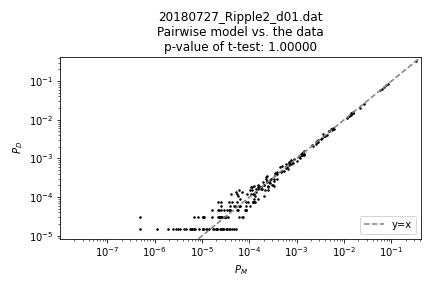 20180727_Ripple2_d01.dat
Pairwise model vs. the data
p-value of t-test: 1.00000
P_D
10^-1
10^-2
10^-3
10^-4
10^-5
y=x
10^-7 10^-6 10^-5 10^-4 10^-3 10^-2 10^-1
P_M